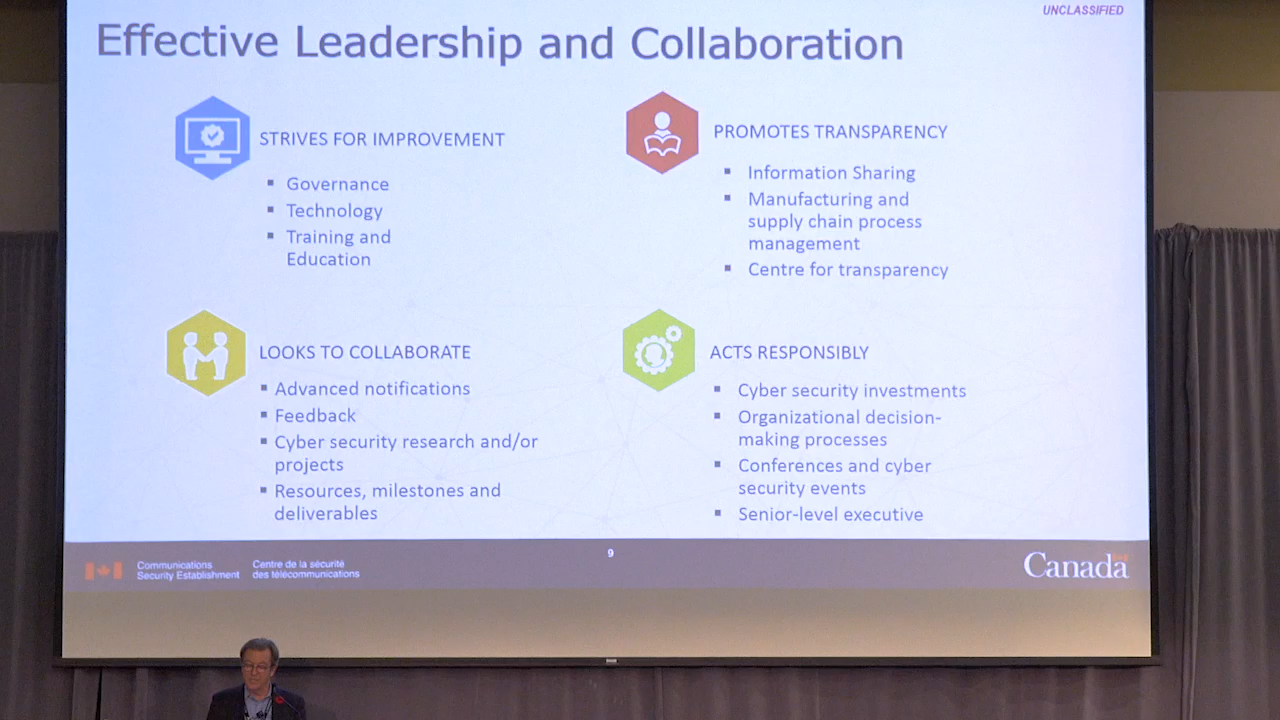 UNCLASSIFIED
Effective Leadership and Collaboration
STRIVES FOR IMPROVEMENT
▪ Governance
▪ Technology
▪ Training and
Education
PROMOTES TRANSPARENCY
▪ Information Sharing
▪ Manufacturing and
supply chain process
management
▪ Centre for transparency
LOOKS TO COLLABORATE
▪ Advanced notifications
▪ Feedback
▪ Cyber security research and/or
projects
▪ Resources, milestones and
deliverables
ACTS RESPONSIBLY
▪ Cyber security investments
▪ Organizational decision-
making processes
▪ Conferences and cyber
security events
▪ Senior-level executive
9
Communications
Security Establishment
Centre de la sécurité
des télécommunications
Canada